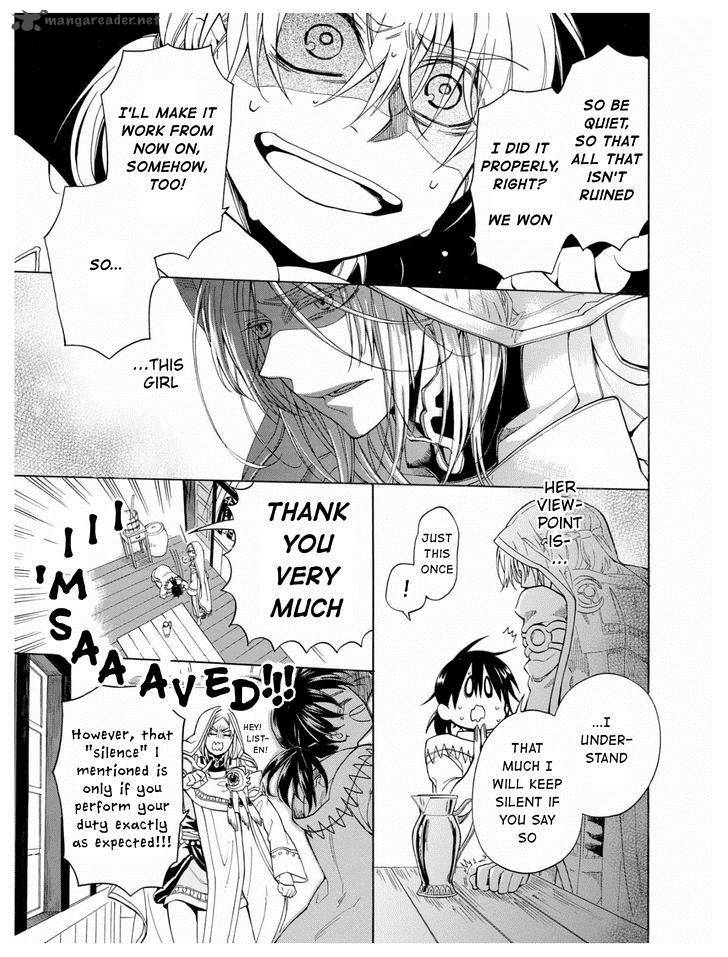 mangareader.net
SO BE
QUIET,
SO THAT
ALL THAT
ISN'T
RUINED
I DID IT
PROPERLY,
RIGHT?
WE WON
I'LL MAKE IT
WORK FROM
NOW ON,
SOMEHOW,
TOO!
SO...
...THIS
GIRL
HER
VIEW-
POINT
IS-
...
JUST
THIS
ONCE
!
...I
UNDER-
STAND
THAT
MUCH I
WILL KEEP
SILENT IF
YOU SAY
SO
THANK
YOU
VERY
MUCH
I I I I
'M
SAAAAVED!!!
HEY!
LIST-
EN!
However, that
"silence" I
mentioned is
only if you
perform your
duty exactly
as expected!!!